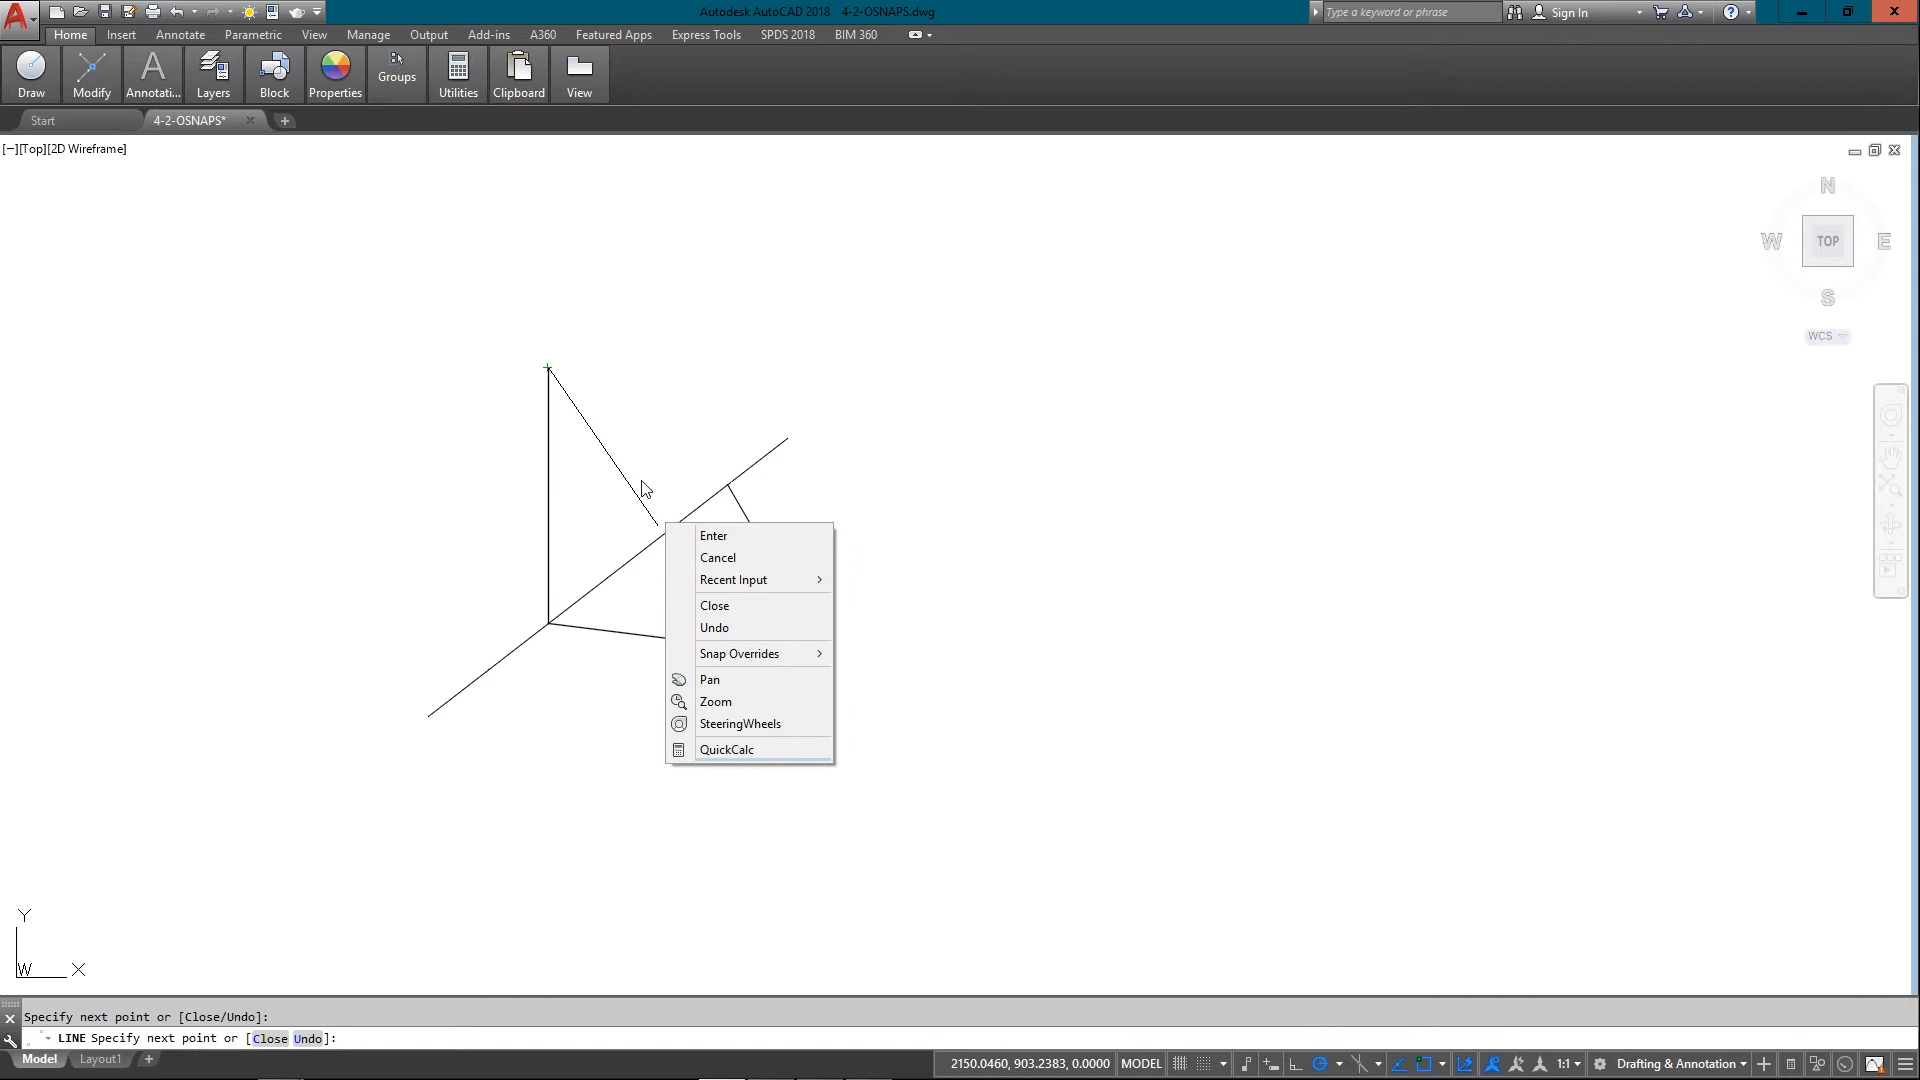 Autodesk AutoCAD 2018 4-2-OSNAPS.dwg
Type a keyword or phrase
Sign In
Home Insert Annotate Parametric View Manage Output Add-ins A360 Featured Apps Express Tools SPDS 2018 BIM 360
Draw Modify Annotati... Layers Block Properties Groups Utilities Clipboard View
Start 4-2-OSNAPS*
[−][Top][2D Wireframe]
N
W TOP E
S
WCS
Enter
Cancel
Recent Input
Close
Undo
Snap Overrides
Pan
Zoom
SteeringWheels
QuickCalc
Y
W X
Specify next point or [Close/Undo]:
LINE Specify next point or [Close Undo]:
Model Layout1
2150.0460, 903.2383, 0.0000 MODEL 1:1 Drafting & Annotation